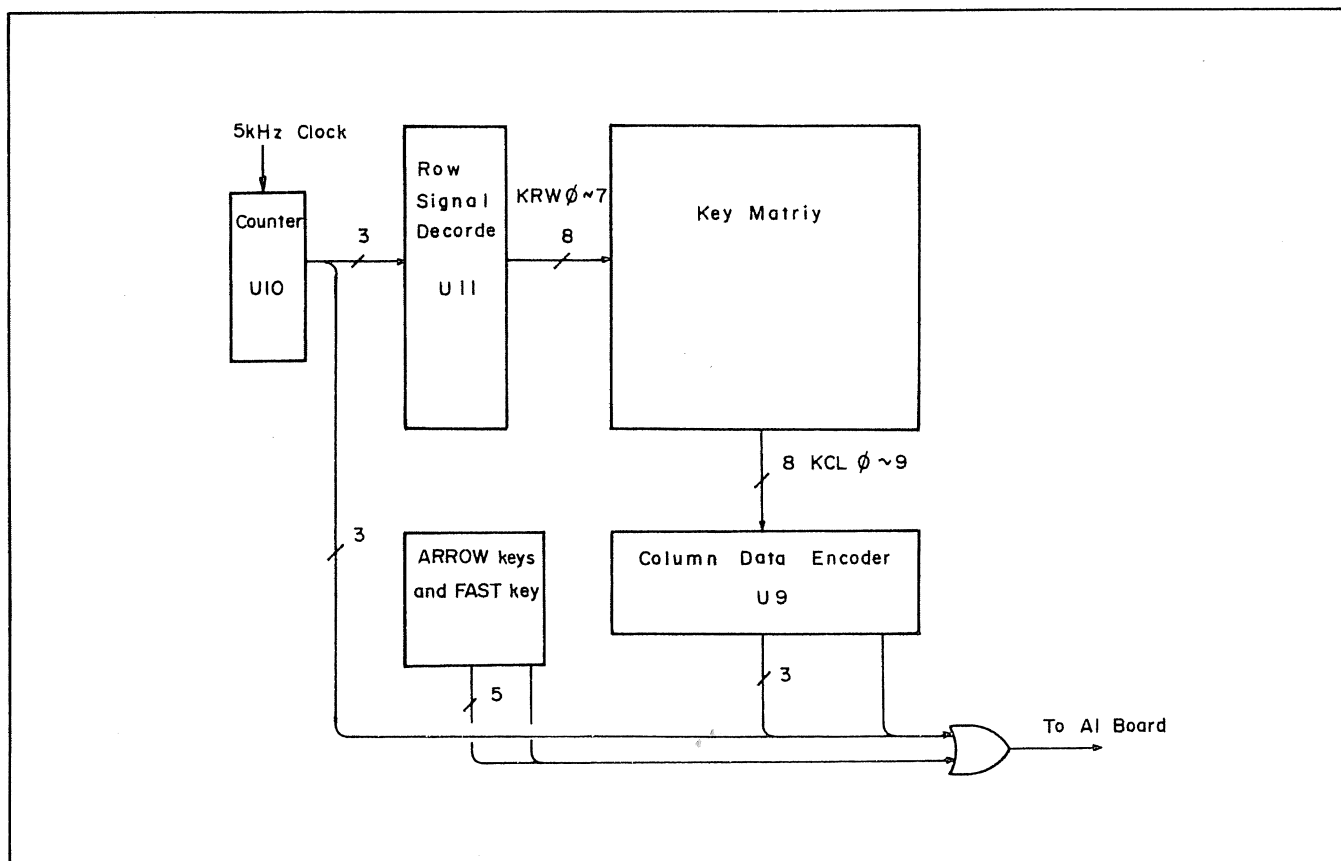 5kHz Clock
Counter
U10
3
Row
Signal
Decorde
U11
KRWØ~7
8
Key Matriy
8 KCL Ø~9
3
ARROW keys
and FAST key
5
Column Data Encoder
U9
3
To A1 Board